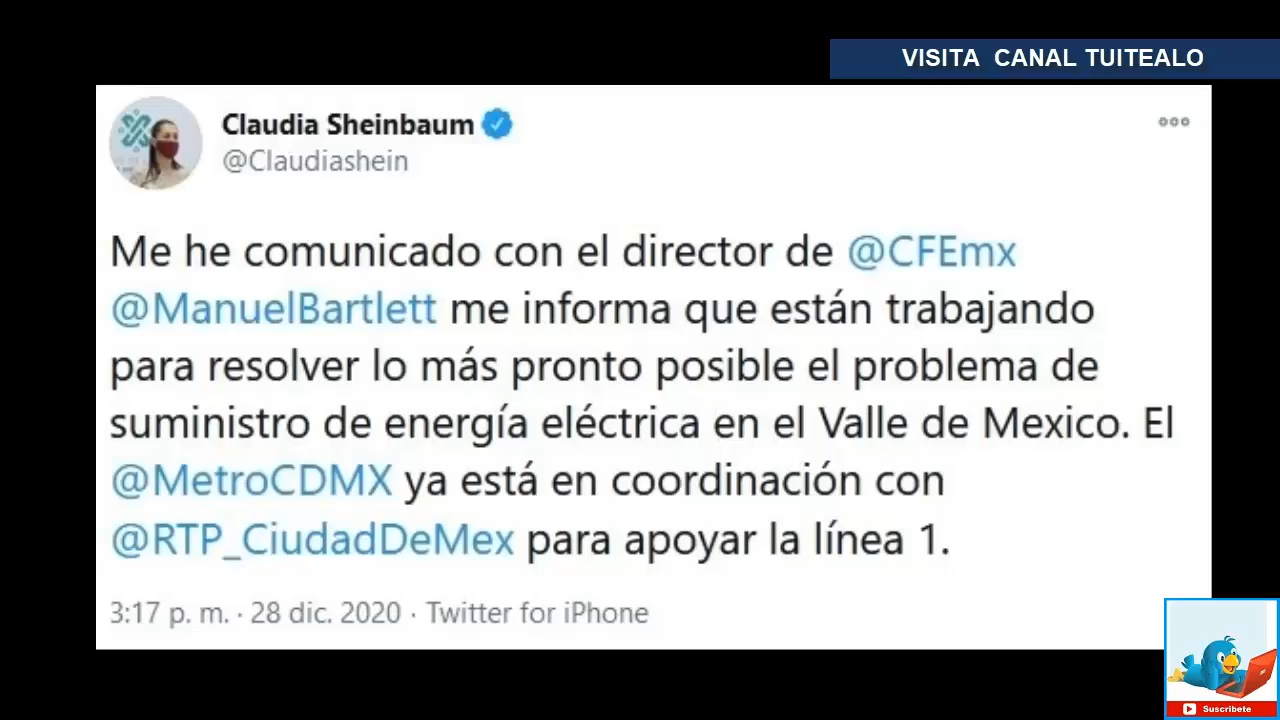 VISITA CANAL TUITEALO
Claudia Sheinbaum
@Claudiashein
Me he comunicado con el director de @CFEmx
@ManuelBartlett me informa que están trabajando
para resolver lo más pronto posible el problema de
suministro de energía eléctrica en el Valle de Mexico. El
@MetroCDMX ya está en coordinación con
@RTP_CiudadDeMex para apoyar la línea 1.
3:17 p. m. · 28 dic. 2020 · Twitter for iPhone
Suscribete